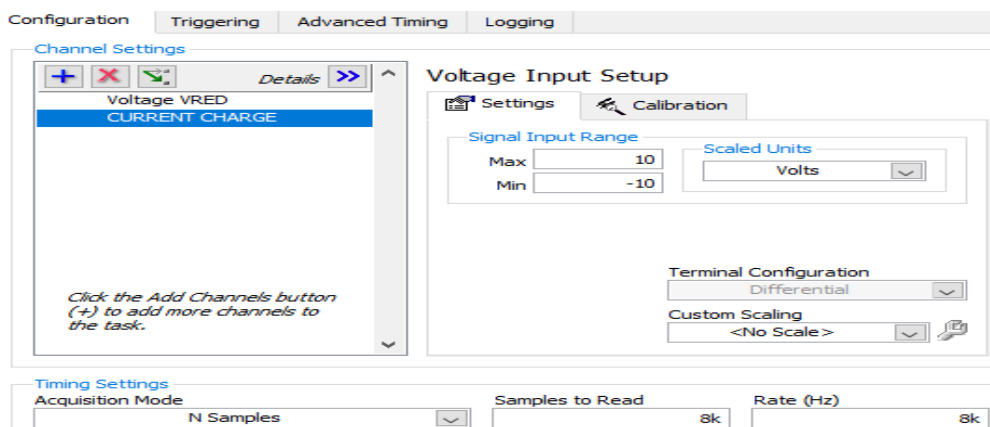 Configuration Triggering Advanced Timing Logging
Channel Settings
Details
Voltage VRED
CURRENT CHARGE
Click the Add Channels button
(+) to add more channels to
the task.
Voltage Input Setup
Settings Calibration
Signal Input Range
Max 10
Min -10
Scaled Units
Volts
Terminal Configuration
Differential
Custom Scaling
<No Scale>
Timing Settings
Acquisition Mode Samples to Read Rate (Hz)
N Samples 8k 8k